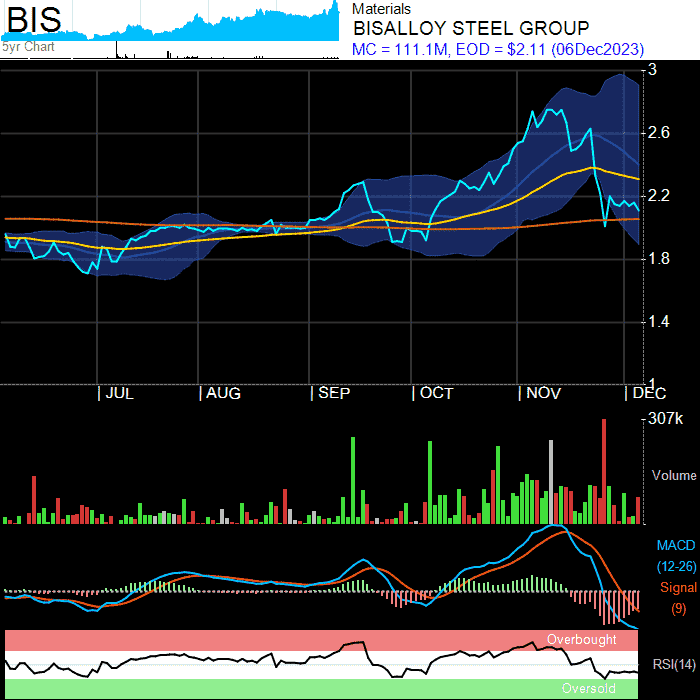 BIS
5yr Chart
Materials
BISALLOY STEEL GROUP
MC = 111.1M, EOD = $2.11 (06Dec2023)
3
2.6
2.2
1.8
1.4
1
| JUL | AUG | SEP | OCT | NOV | DEC
307k
Volume
MACD
(12-26)
Signal
(9)
Overbought
RSI(14)
Oversold